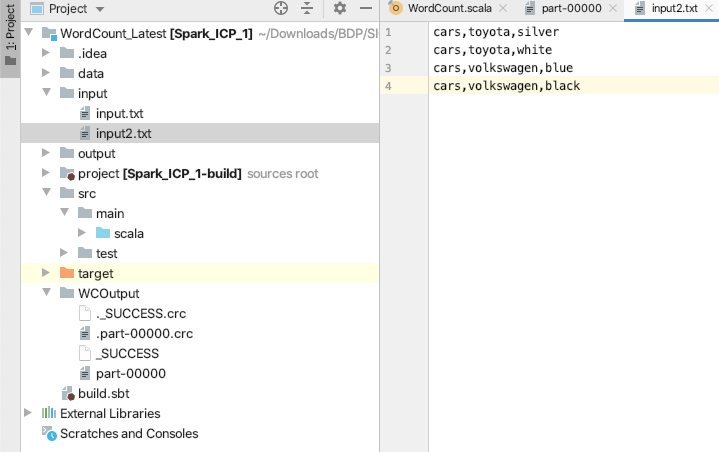 1: Project
Project
WordCount_Latest [Spark_ICP_1] ~/Downloads/BDP/SI
.idea
data
input
input.txt
input2.txt
output
project [Spark_ICP_1-build] sources root
src
main
scala
test
target
WCOutput
._SUCCESS.crc
.part-00000.crc
_SUCCESS
part-00000
build.sbt
External Libraries
Scratches and Consoles
WordCount.scala
part-00000
input2.txt
1 cars,toyota,silver
2 cars,toyota,white
3 cars,volkswagen,blue
4 cars,volkswagen,black